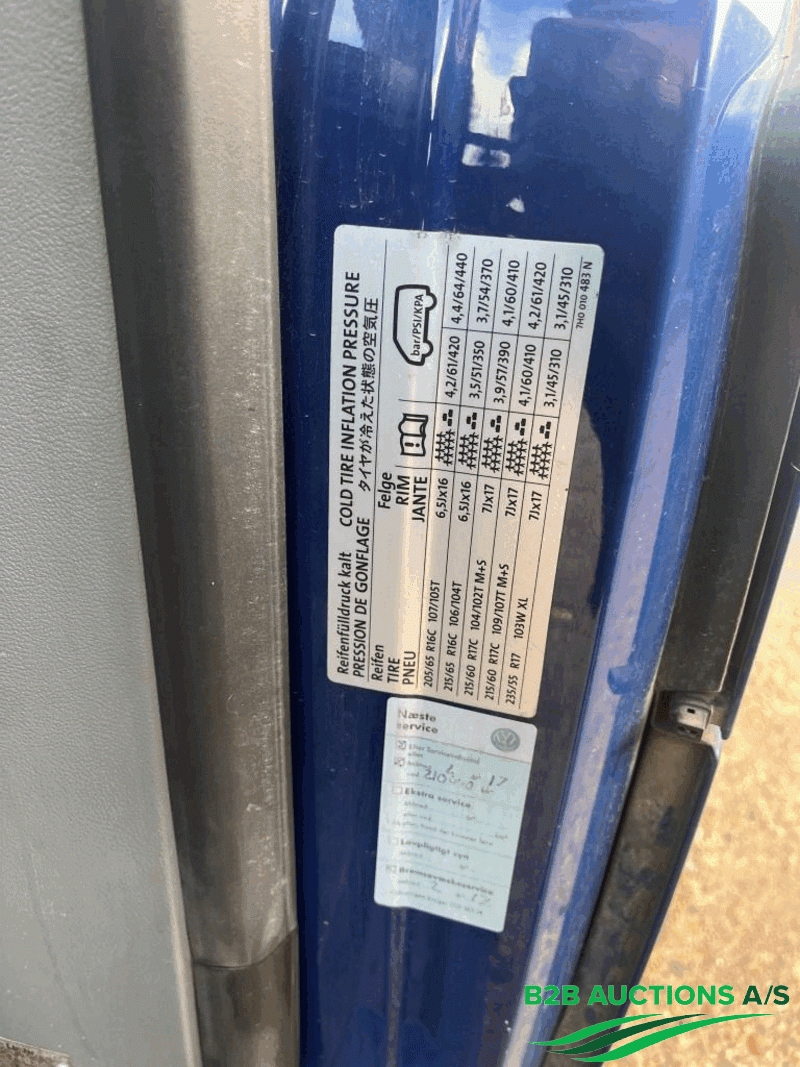 Reifenfülldruck kalt COLD TIRE INFLATION PRESSURE
PRESSION DE GONFLAGE タイヤが冷えた状態の空気圧
Reifen Felge
TIRE RIM
PNEU JANTE bar/PSI/KPA
205/65 R16C 107/105T 6,5Jx16 4,2/61/420 4,4/64/440
215/65 R16C 106/104T 6,5Jx16 3,5/51/350 3,7/54/370
215/60 R17C 104/102T M+S 7Jx17 3,9/57/390 4,1/60/410
215/60 R17C 109/107T M+S 7Jx17 4,1/60/410 4,2/61/420
235/55 R17 103W XL 7Jx17 3,1/45/310 3,1/45/310
7H0 010 483 N
Næste
service
Ekstra service
Lovpligtigt syn
Bremsevæskeservice
B2B AUCTIONS A/S